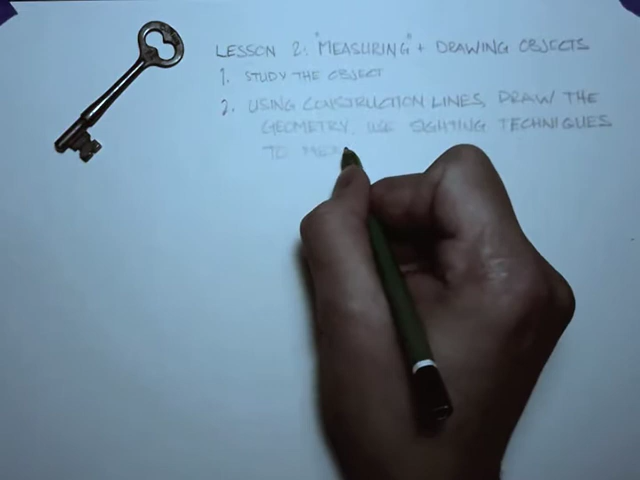 LESSON 2: "MEASURING" + DRAWING OBJECTS
1. STUDY THE OBJECT
2. USING CONSTRUCTION LINES, DRAW THE
GEOMETRY. USE SIGHTING TECHNIQUES
TO MEA